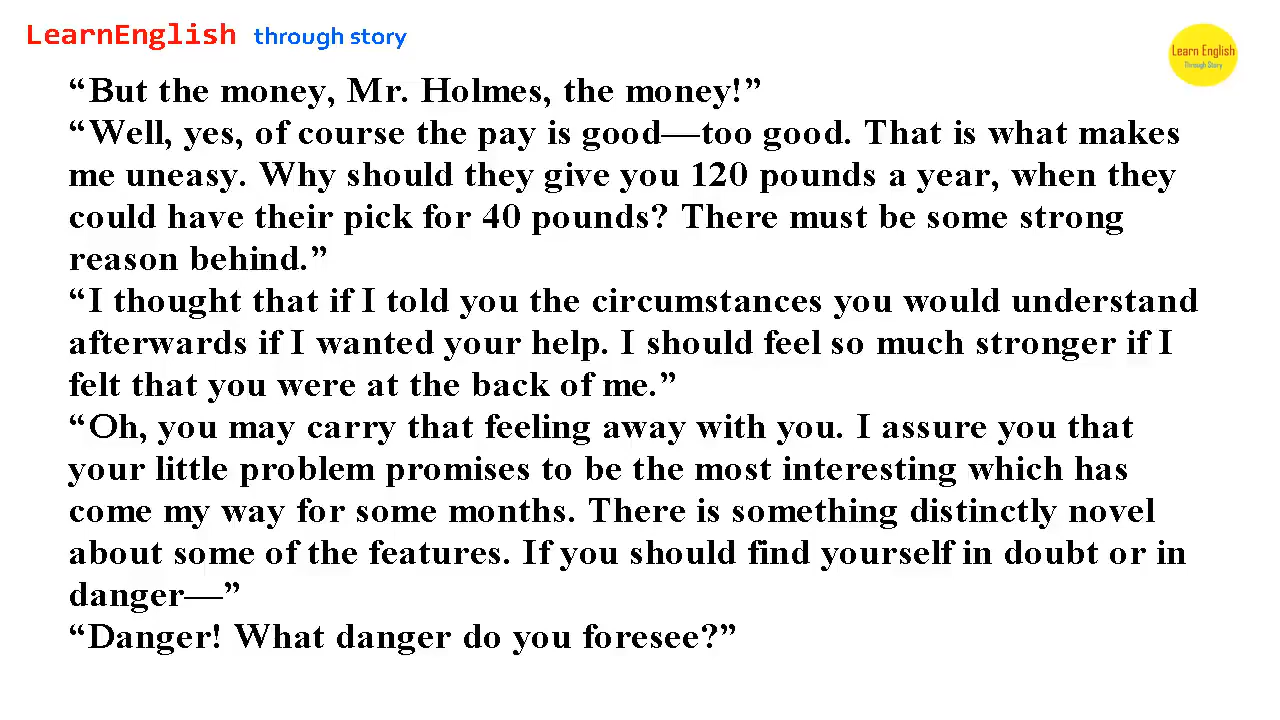 LearnEnglish through story
Learn English
Through Story
“But the money, Mr. Holmes, the money!”
“Well, yes, of course the pay is good—too good. That is what makes
me uneasy. Why should they give you 120 pounds a year, when they
could have their pick for 40 pounds? There must be some strong
reason behind.”
“I thought that if I told you the circumstances you would understand
afterwards if I wanted your help. I should feel so much stronger if I
felt that you were at the back of me.”
“Oh, you may carry that feeling away with you. I assure you that
your little problem promises to be the most interesting which has
come my way for some months. There is something distinctly novel
about some of the features. If you should find yourself in doubt or in
danger—”
“Danger! What danger do you foresee?”